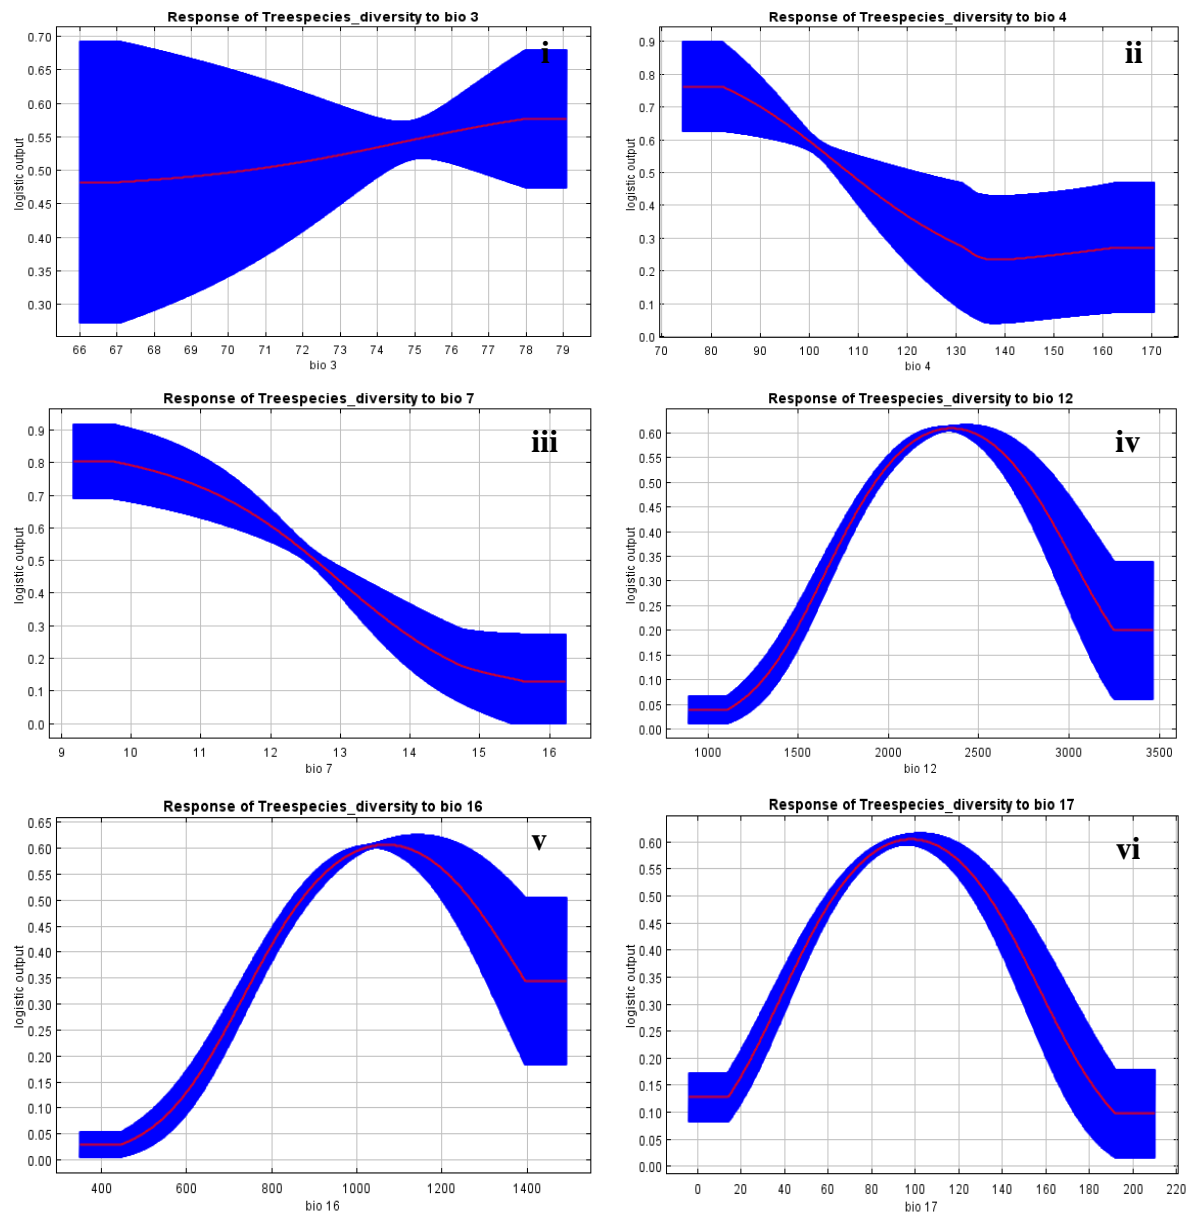 Response of Treespecies_diversity to bio 3
i
logistic output
0.70
0.65
0.60
0.55
0.50
0.45
0.40
0.35
0.30
66 67 68 69 70 71 72 73 74 75 76 77 78 79
bio 3
Response of Treespecies_diversity to bio 4
ii
logistic output
0.9
0.8
0.7
0.6
0.5
0.4
0.3
0.2
0.1
0.0
70 80 90 100 110 120 130 140 150 160 170
bio 4
Response of Treespecies_diversity to bio 7
iii
logistic output
0.9
0.8
0.7
0.6
0.5
0.4
0.3
0.2
0.1
0.0
9 10 11 12 13 14 15 16
bio 7
Response of Treespecies_diversity to bio 12
iv
logistic output
0.60
0.55
0.50
0.45
0.40
0.35
0.30
0.25
0.20
0.15
0.10
0.05
0.00
1000 1500 2000 2500 3000 3500
bio 12
Response of Treespecies_diversity to bio 16
v
logistic output
0.65
0.60
0.55
0.50
0.45
0.40
0.35
0.30
0.25
0.20
0.15
0.10
0.05
0.00
400 600 800 1000 1200 1400
bio 16
Response of Treespecies_diversity to bio 17
vi
logistic output
0.60
0.55
0.50
0.45
0.40
0.35
0.30
0.25
0.20
0.15
0.10
0.05
0.00
0 20 40 60 80 100 120 140 160 180 200 220
bio 17